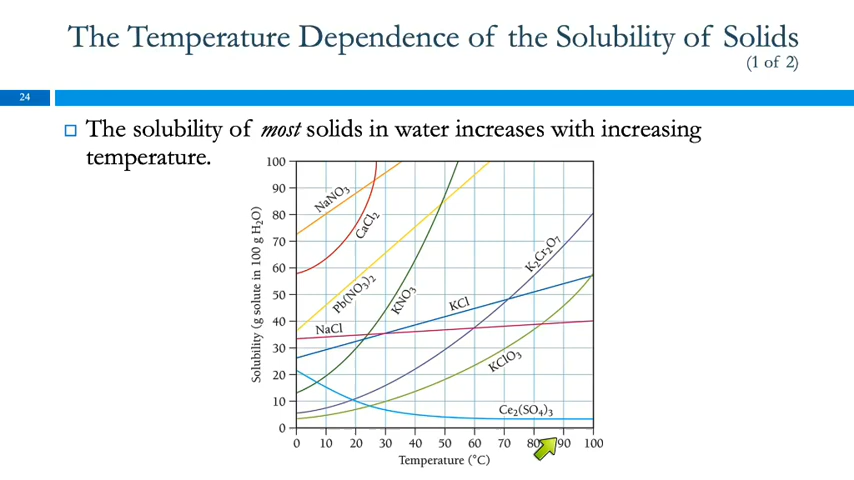 The Temperature Dependence of the Solubility of Solids
(1 of 2)
24
The solubility of most solids in water increases with increasing
temperature.
Solubility (g solute in 100 g H₂O)
100
90
80
70
60
50
40
30
20
10
0
NaNO₃
CaCl₂
Pb(NO₃)₂
KNO₃
KCl
K₂Cr₂O₇
NaCl
KClO₃
Ce₂(SO₄)₃
0 10 20 30 40 50 60 70 80 90 100
Temperature (°C)